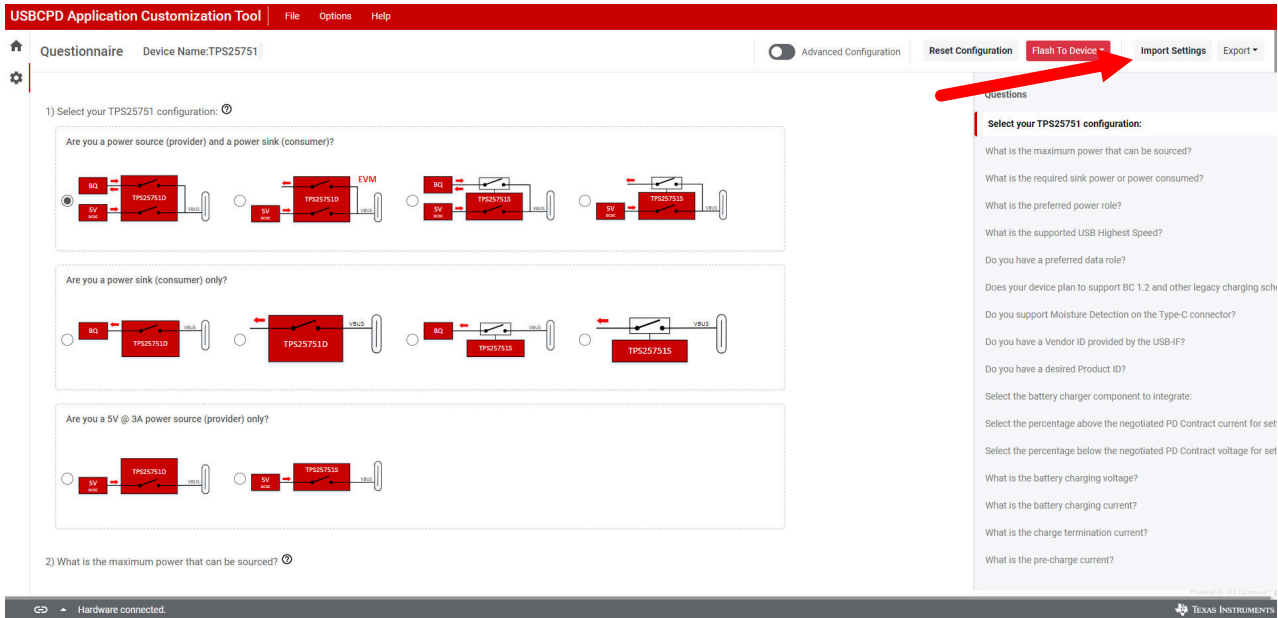 USBCPD Application Customization Tool File Options Help
Questionnaire Device Name:TPS25751 Advanced Configuration Reset Configuration Flash To Device Import Settings Export
1) Select your TPS25751 configuration:
Are you a power source (provider) and a power sink (consumer)?
BQ
5V
DCDC
TPS25751D
VBUS
EVM
5V
DCDC
TPS25751D
VBUS
BQ
5V
DCDC
TPS25751S
VBUS
5V
DCDC
TPS25751S
VBUS
Are you a power sink (consumer) only?
BQ
TPS25751D
VBUS
TPS25751D
VBUS
BQ
TPS25751S
VBUS
TPS25751S
VBUS
Are you a 5V @ 3A power source (provider) only?
5V
DCDC
TPS25751D
VBUS
5V
DCDC
TPS25751S
VBUS
2) What is the maximum power that can be sourced?
Questions
Select your TPS25751 configuration:
What is the maximum power that can be sourced?
What is the required sink power or power consumed?
What is the preferred power role?
What is the supported USB Highest Speed?
Do you have a preferred data role?
Does your device plan to support BC 1.2 and other legacy charging sche
Do you support Moisture Detection on the Type-C connector?
Do you have a Vendor ID provided by the USB-IF?
Do you have a desired Product ID?
Select the battery charger component to integrate:
Select the percentage above the negotiated PD Contract current for set
Select the percentage below the negotiated PD Contract voltage for set
What is the battery charging voltage?
What is the battery charging current?
What is the charge termination current?
What is the pre-charge current?
Powered By GUI Composer™
Hardware connected.
TEXAS INSTRUMENTS